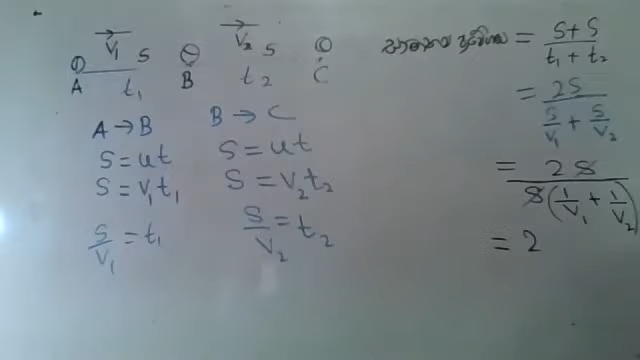 V₁ S V₂ S
A t₁ B t₂ C
A → B
S = ut
S = V₁t₁
S/V₁ = t₁
B → C
S = ut
S = V₂t₂
S/V₂ = t₂
= (S + S)/(t₁ + t₂)
= 2S/(S/V₁ + S/V₂)
= 2S/(S(1/V₁ + 1/V₂))
= 2